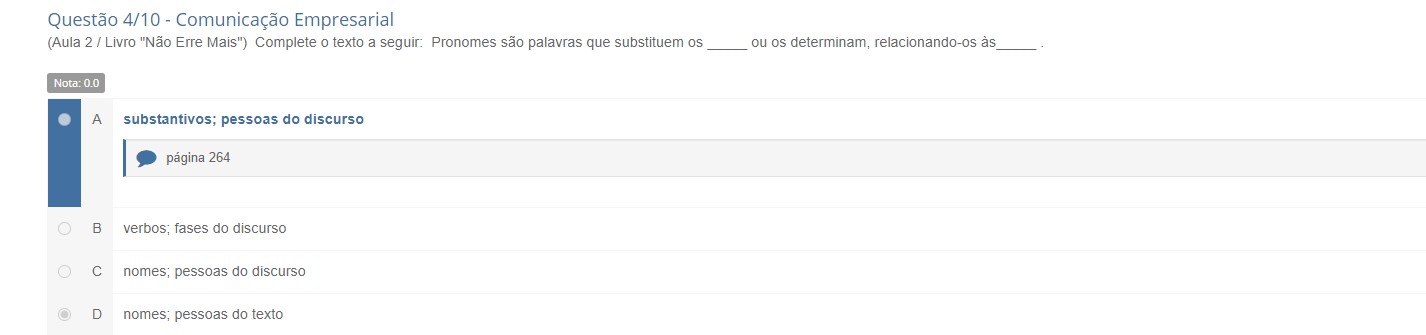 Questão 4/10 - Comunicação Empresarial
(Aula 2 / Livro "Não Erre Mais")  Complete o texto a seguir:  Pronomes são palavras que substituem os _____ ou os determinam, relacionando-os às_____ .
Nota: 0.0
A substantivos; pessoas do discurso
página 264
B verbos; fases do discurso
C nomes; pessoas do discurso
D nomes; pessoas do texto